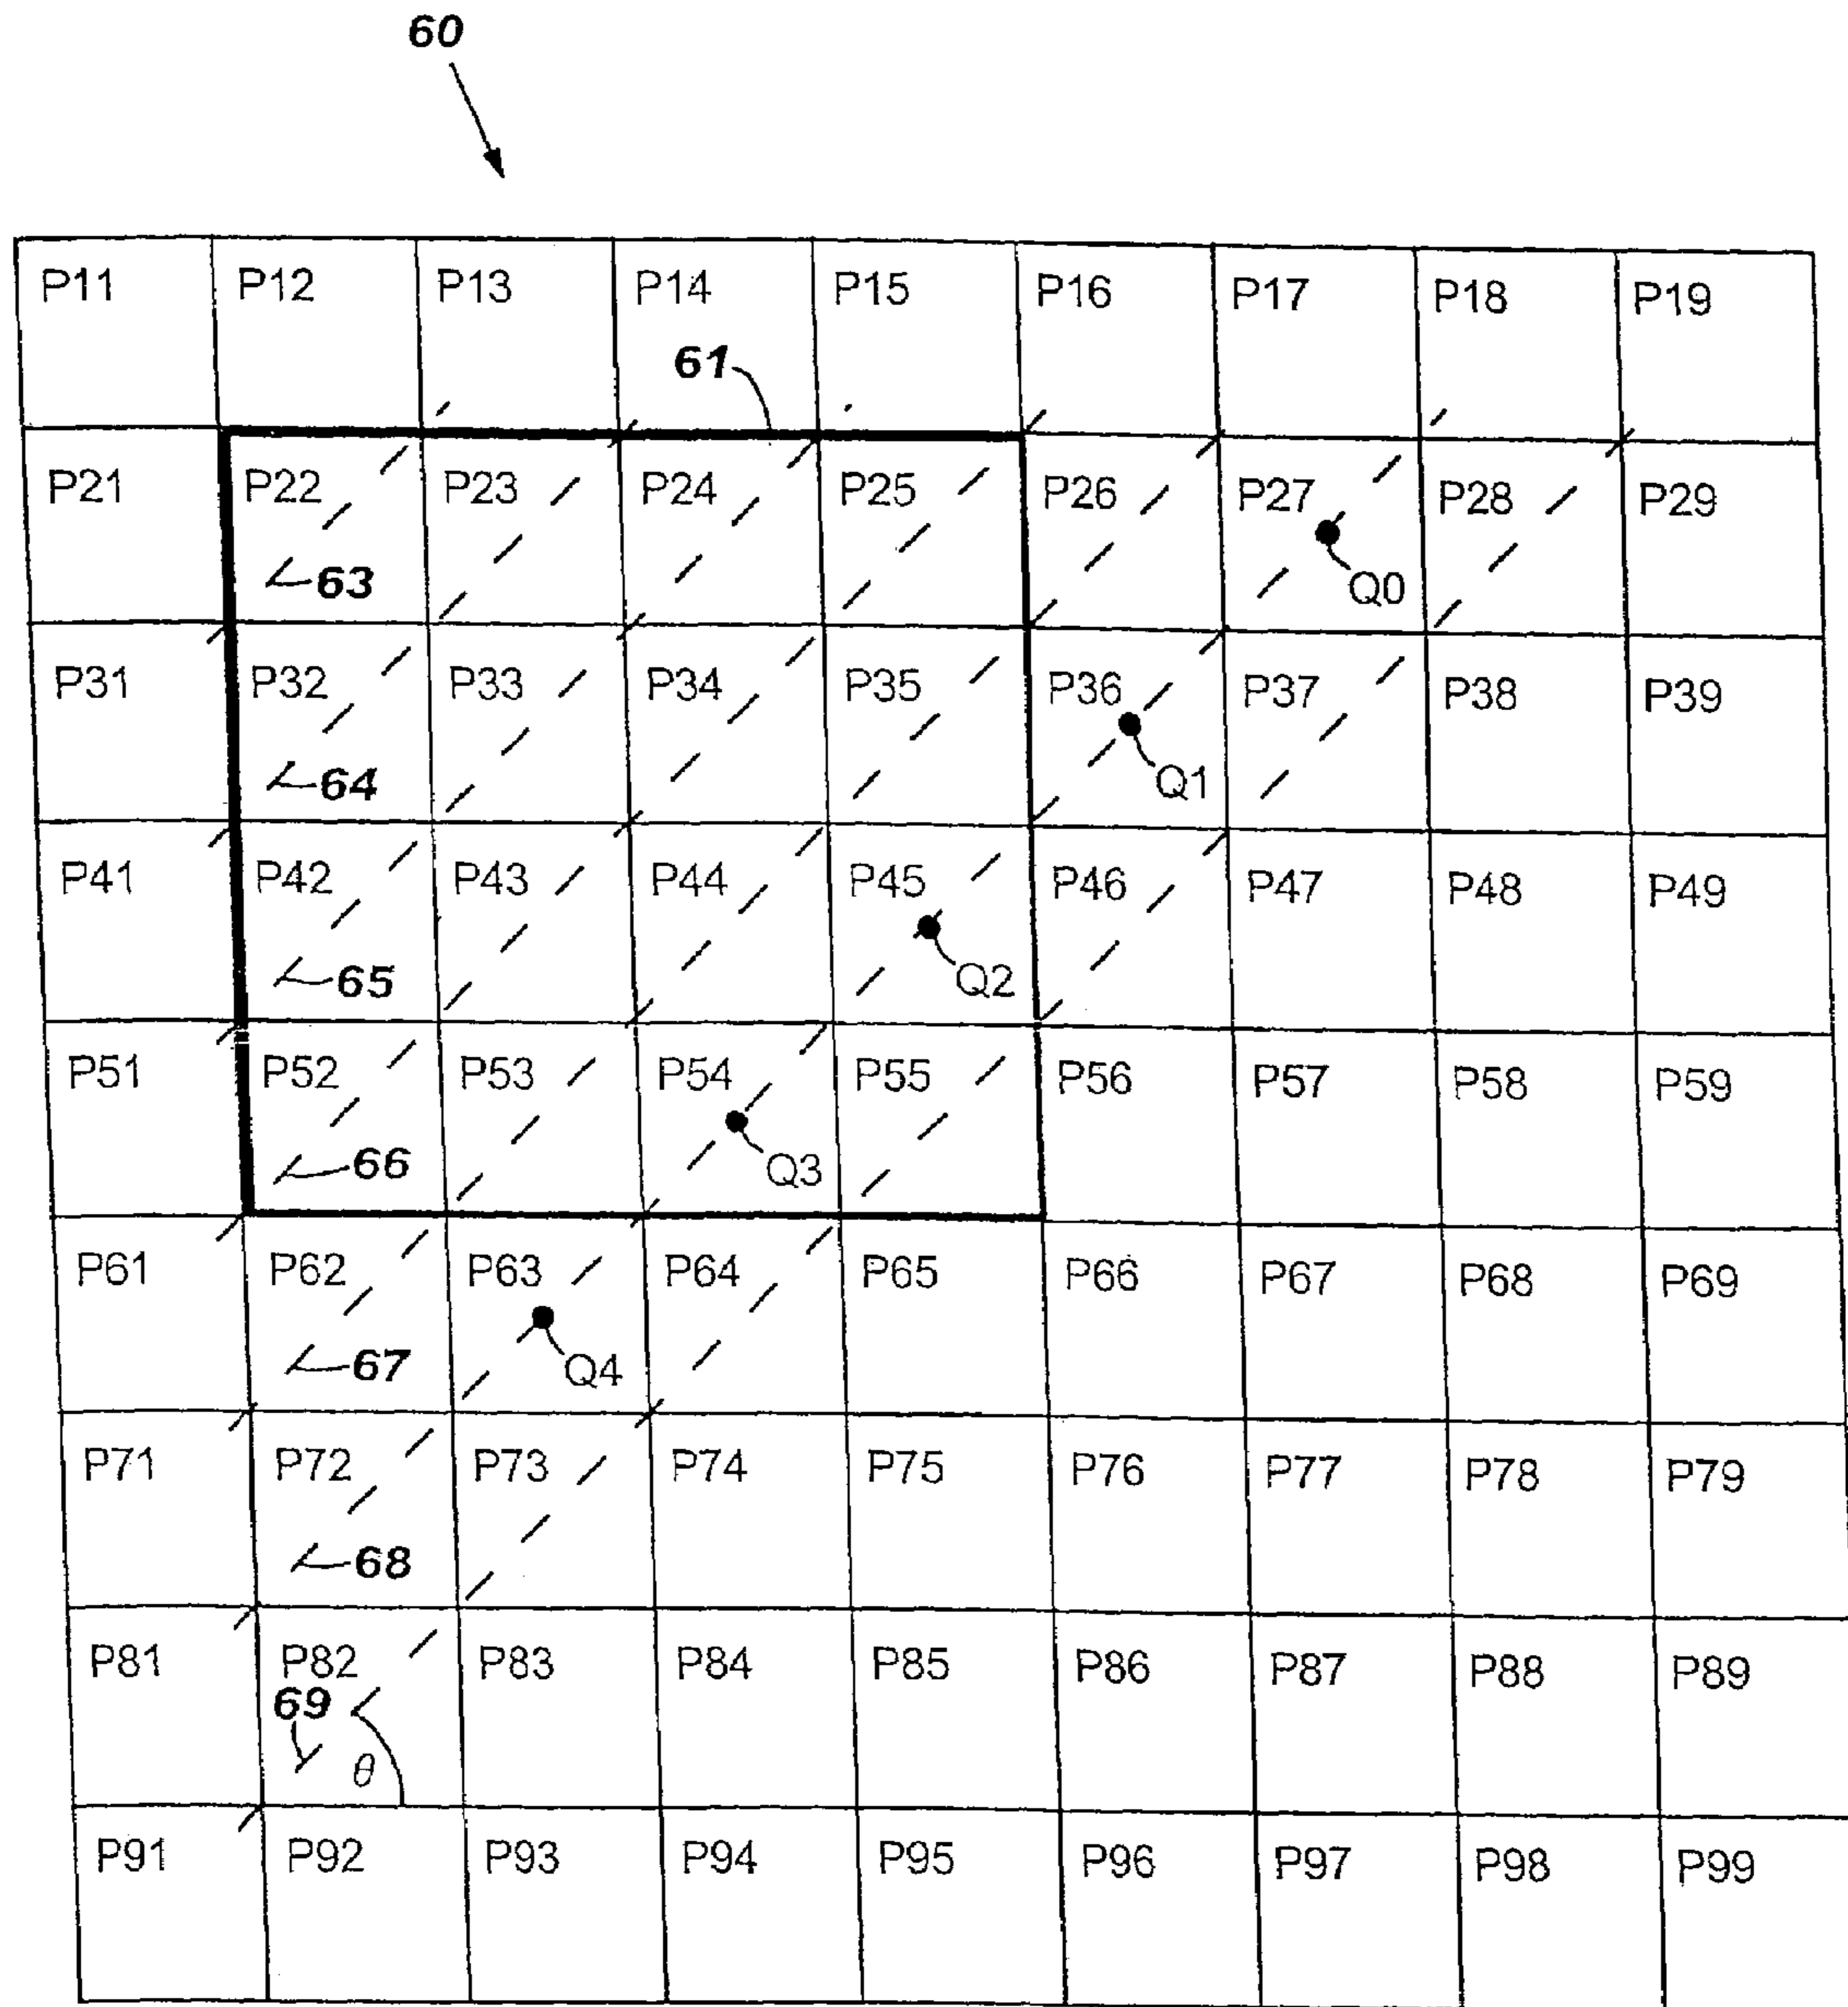 60
P11 P12 P13 P14 P15 P16 P17 P18 P19
61
P21 P22 P23 P24 P25 P26 P27 P28 P29
63 Q0
P31 P32 P33 P34 P35 P36 P37 P38 P39
64 Q1
P41 P42 P43 P44 P45 P46 P47 P48 P49
65 Q2
P51 P52 P53 P54 P55 P56 P57 P58 P59
66 Q3
P61 P62 P63 P64 P65 P66 P67 P68 P69
67 Q4
P71 P72 P73 P74 P75 P76 P77 P78 P79
68
P81 P82 P83 P84 P85 P86 P87 P88 P89
69
θ
P91 P92 P93 P94 P95 P96 P97 P98 P99